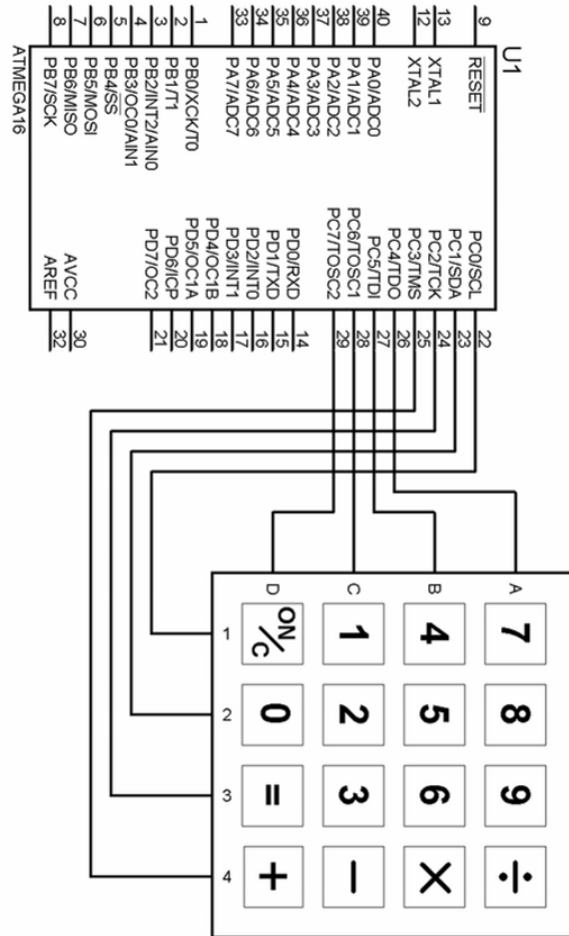 U1
9 RESET PC0/SCL 22
PC1/SDA 23
13 XTAL1 PC2/TCK 24
12 XTAL2 PC3/TMS 25
PC4/TDO 26
40 PA0/ADC0 PC5/TDI 27
39 PA1/ADC1 PC6/TOSC1 28
38 PA2/ADC2 PC7/TOSC2 29
37 PA3/ADC3
36 PA4/ADC4 PD0/RXD 14
35 PA5/ADC5 PD1/TXD 15
34 PA6/ADC6 PD2/INT0 16
33 PA7/ADC7 PD3/INT1 17
PD4/OC1B 18
1 PB0/XCK/T0 PD5/OC1A 19
2 PB1/T1 PD6/ICP 20
3 PB2/INT2/AIN0 PD7/OC2 21
4 PB3/OC0/AIN1
5 PB4/SS
6 PB5/MOSI
7 PB6/MISO AVCC 30
8 PB7/SCK AREF 32
ATMEGA16
A 7 8 9 ÷
B 4 5 6 ×
C 1 2 3 −
D ON/C 0 = +
1 2 3 4